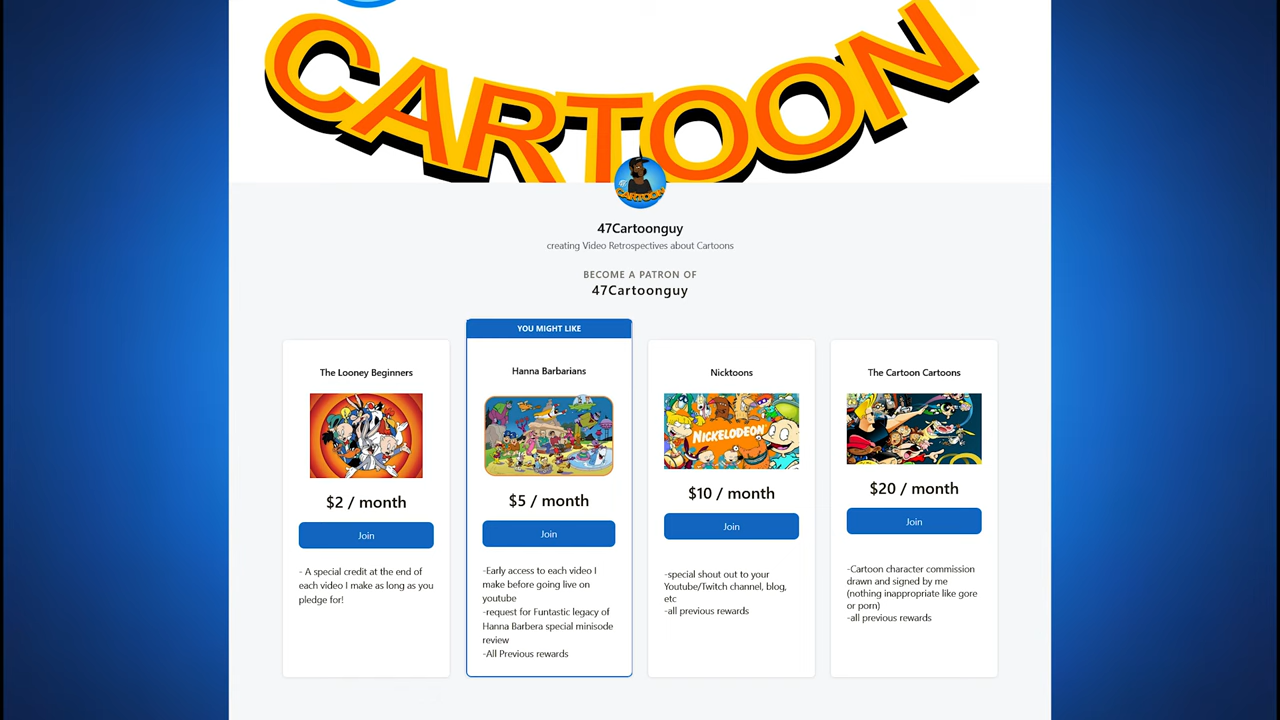 CARTOON
CARTOON
47Cartoonguy
creating Video Retrospectives about Cartoons
BECOME A PATRON OF
47Cartoonguy
The Looney Beginners
$2 / month
Join
- A special credit at the end of
each video I make as long as you
pledge for!
YOU MIGHT LIKE
Hanna Barbarians
$5 / month
Join
-Early access to each video I
make before going live on
youtube
-request for Funtastic legacy of
Hanna Barbera special minisode
review
-All Previous rewards
Nicktoons
NICKELODEON
$10 / month
Join
-special shout out to your
Youtube/Twitch channel, blog,
etc
-all previous rewards
The Cartoon Cartoons
$20 / month
Join
-Cartoon character commission
drawn and signed by me
(nothing inappropriate like gore
or porn)
-all previous rewards